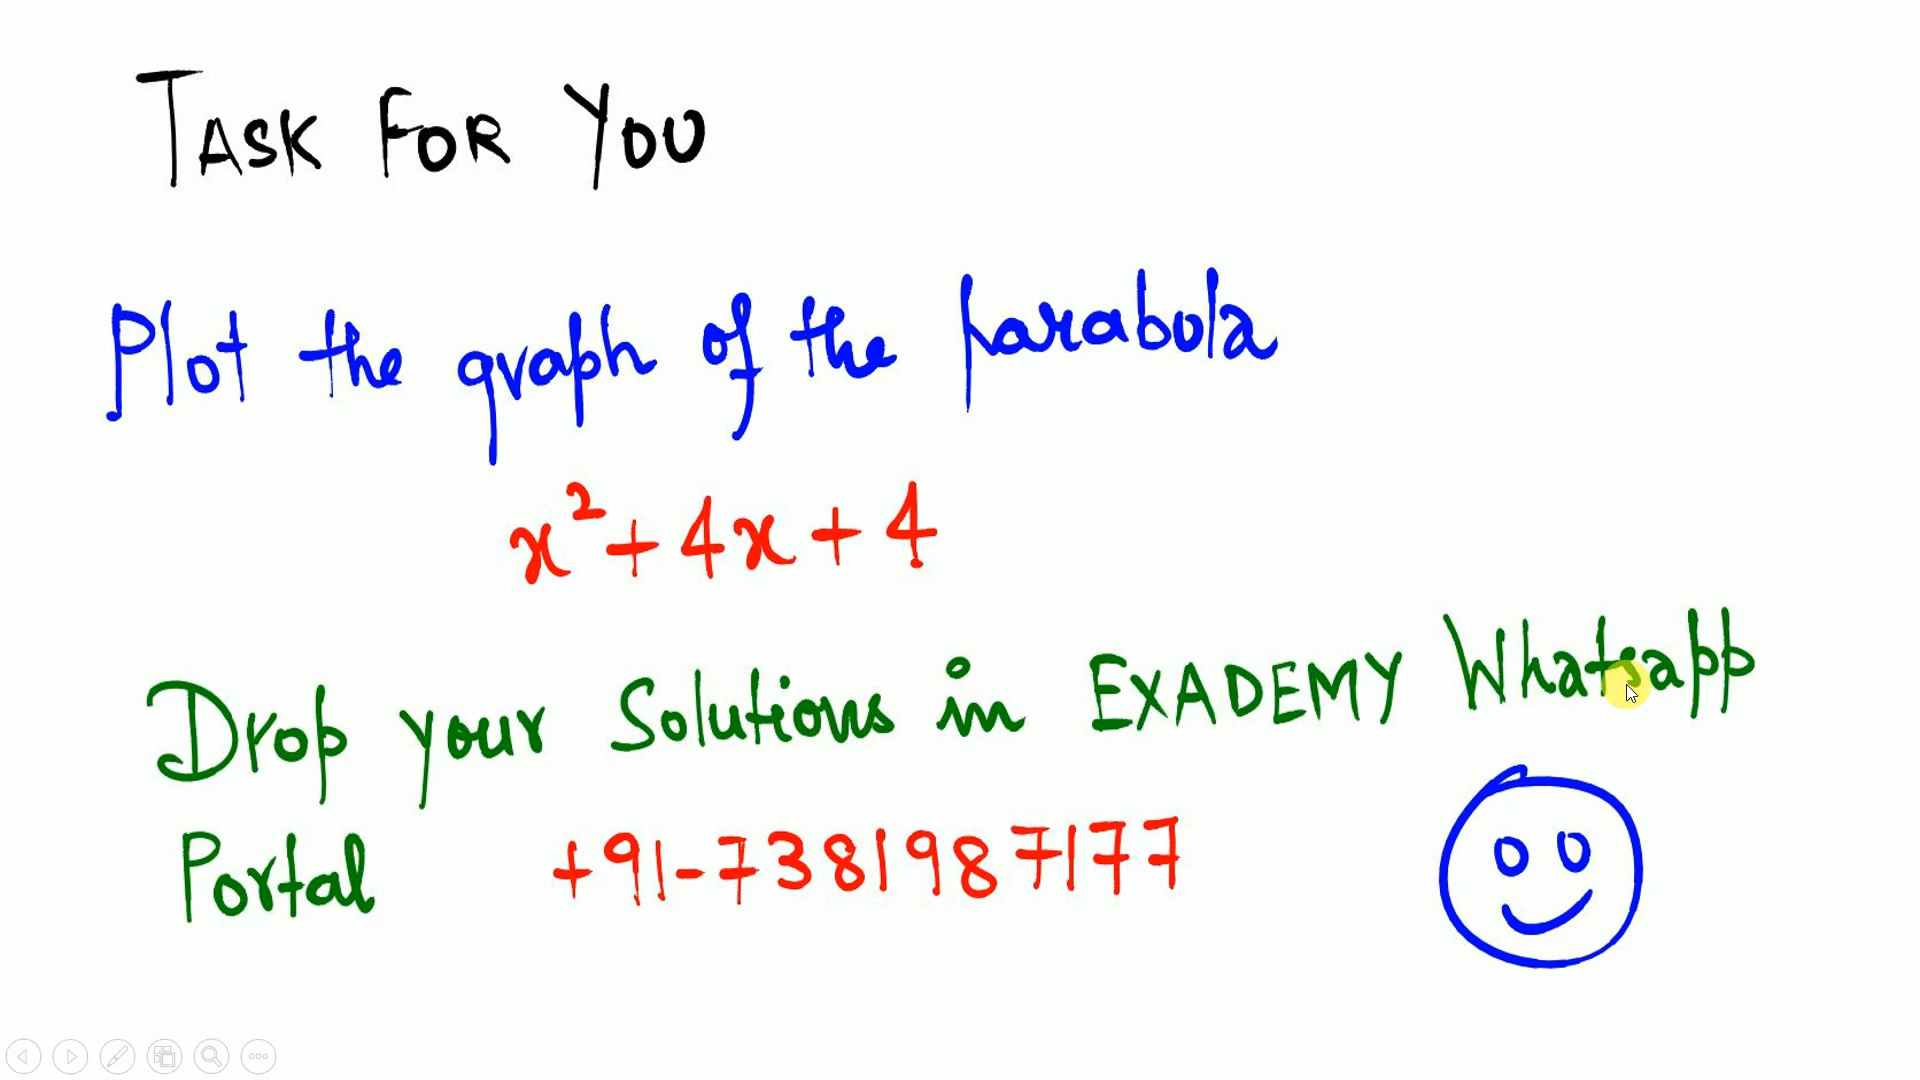 TASK FOR YOU
Plot the graph of the parabola
x² + 4x + 4
Drop your Solutions in EXADEMY Whatsapp
Portal +91-7381987177